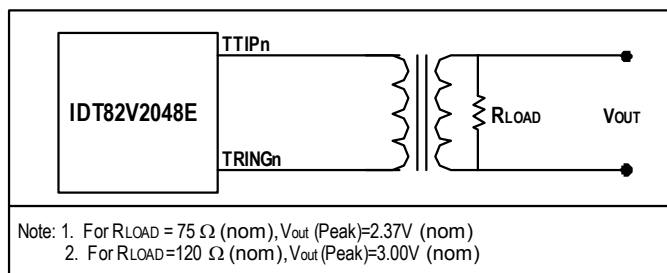 TTIPn
IDT82V2048E
RLOAD
VOUT
TRINGn
Note: 1. For RLOAD = 75 Ω (nom), Vout (Peak)=2.37V (nom)
2. For RLOAD=120 Ω (nom), Vout (Peak)=3.00V (nom)